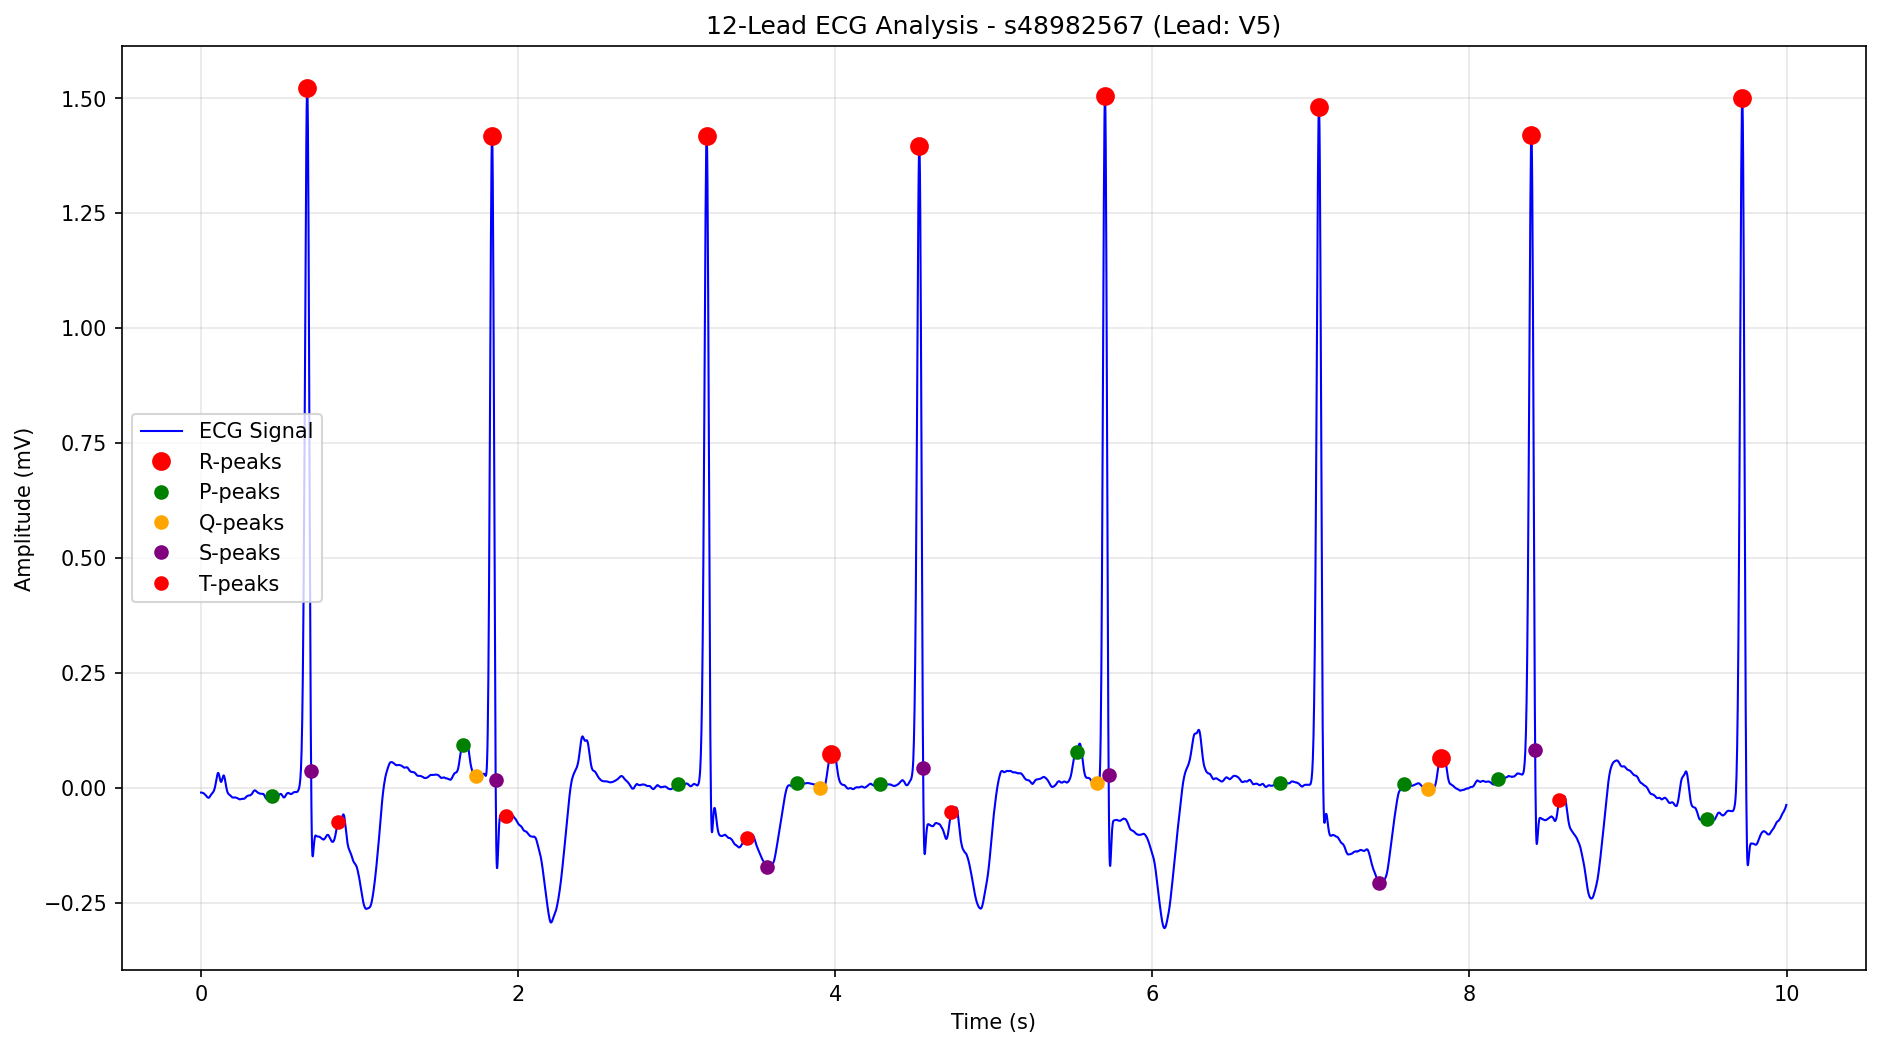 12-Lead ECG Analysis - s48982567 (Lead: V5)
1.50
1.25
1.00
0.75
0.50
0.25
0.00
−0.25
Amplitude (mV)
ECG Signal
R-peaks
P-peaks
Q-peaks
S-peaks
T-peaks
0 2 4 6 8 10
Time (s)